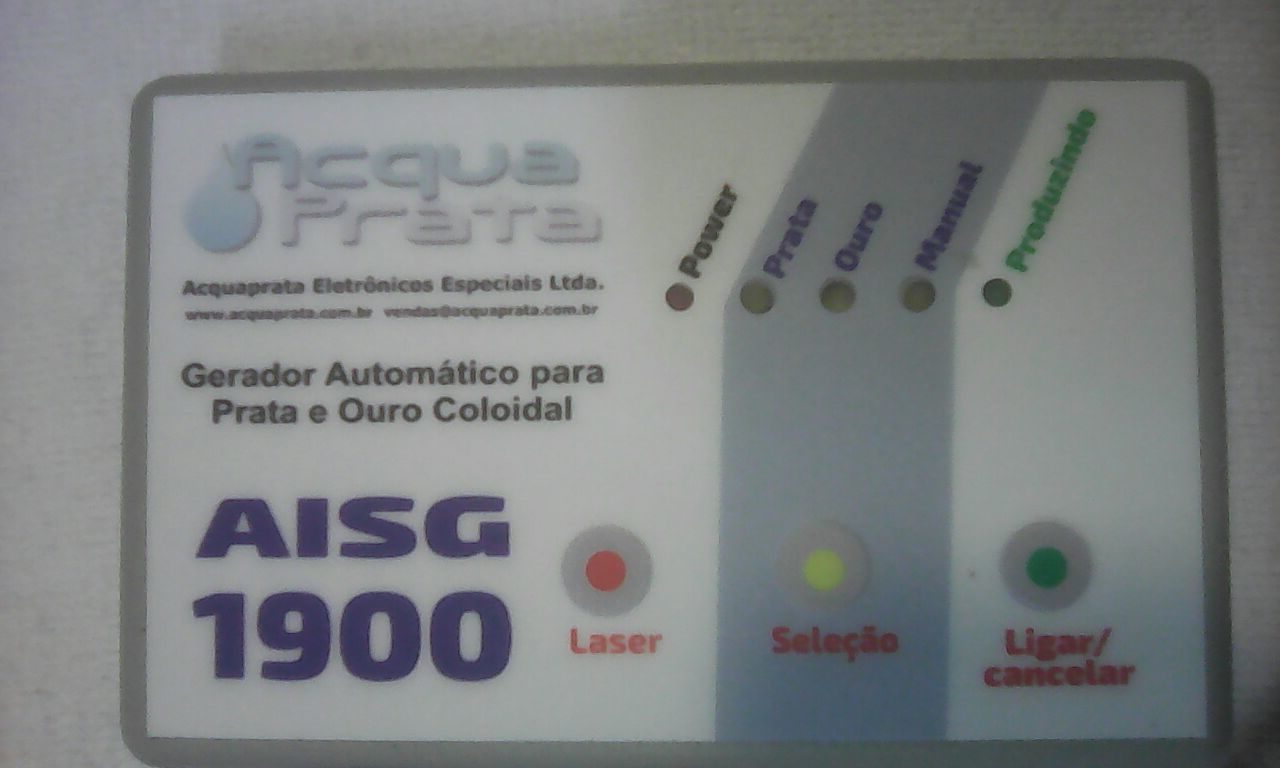 Acqua
Prata
Acquaprata Eletrônicos Especiais Ltda.
www.acquaprata.com.br vendas@acquaprata.com.br
Gerador Automático para
Prata e Ouro Coloidal
AISG
1900
Power
Prata
Ouro
Manual
Produzindo
Laser
Seleção
Ligar/
cancelar